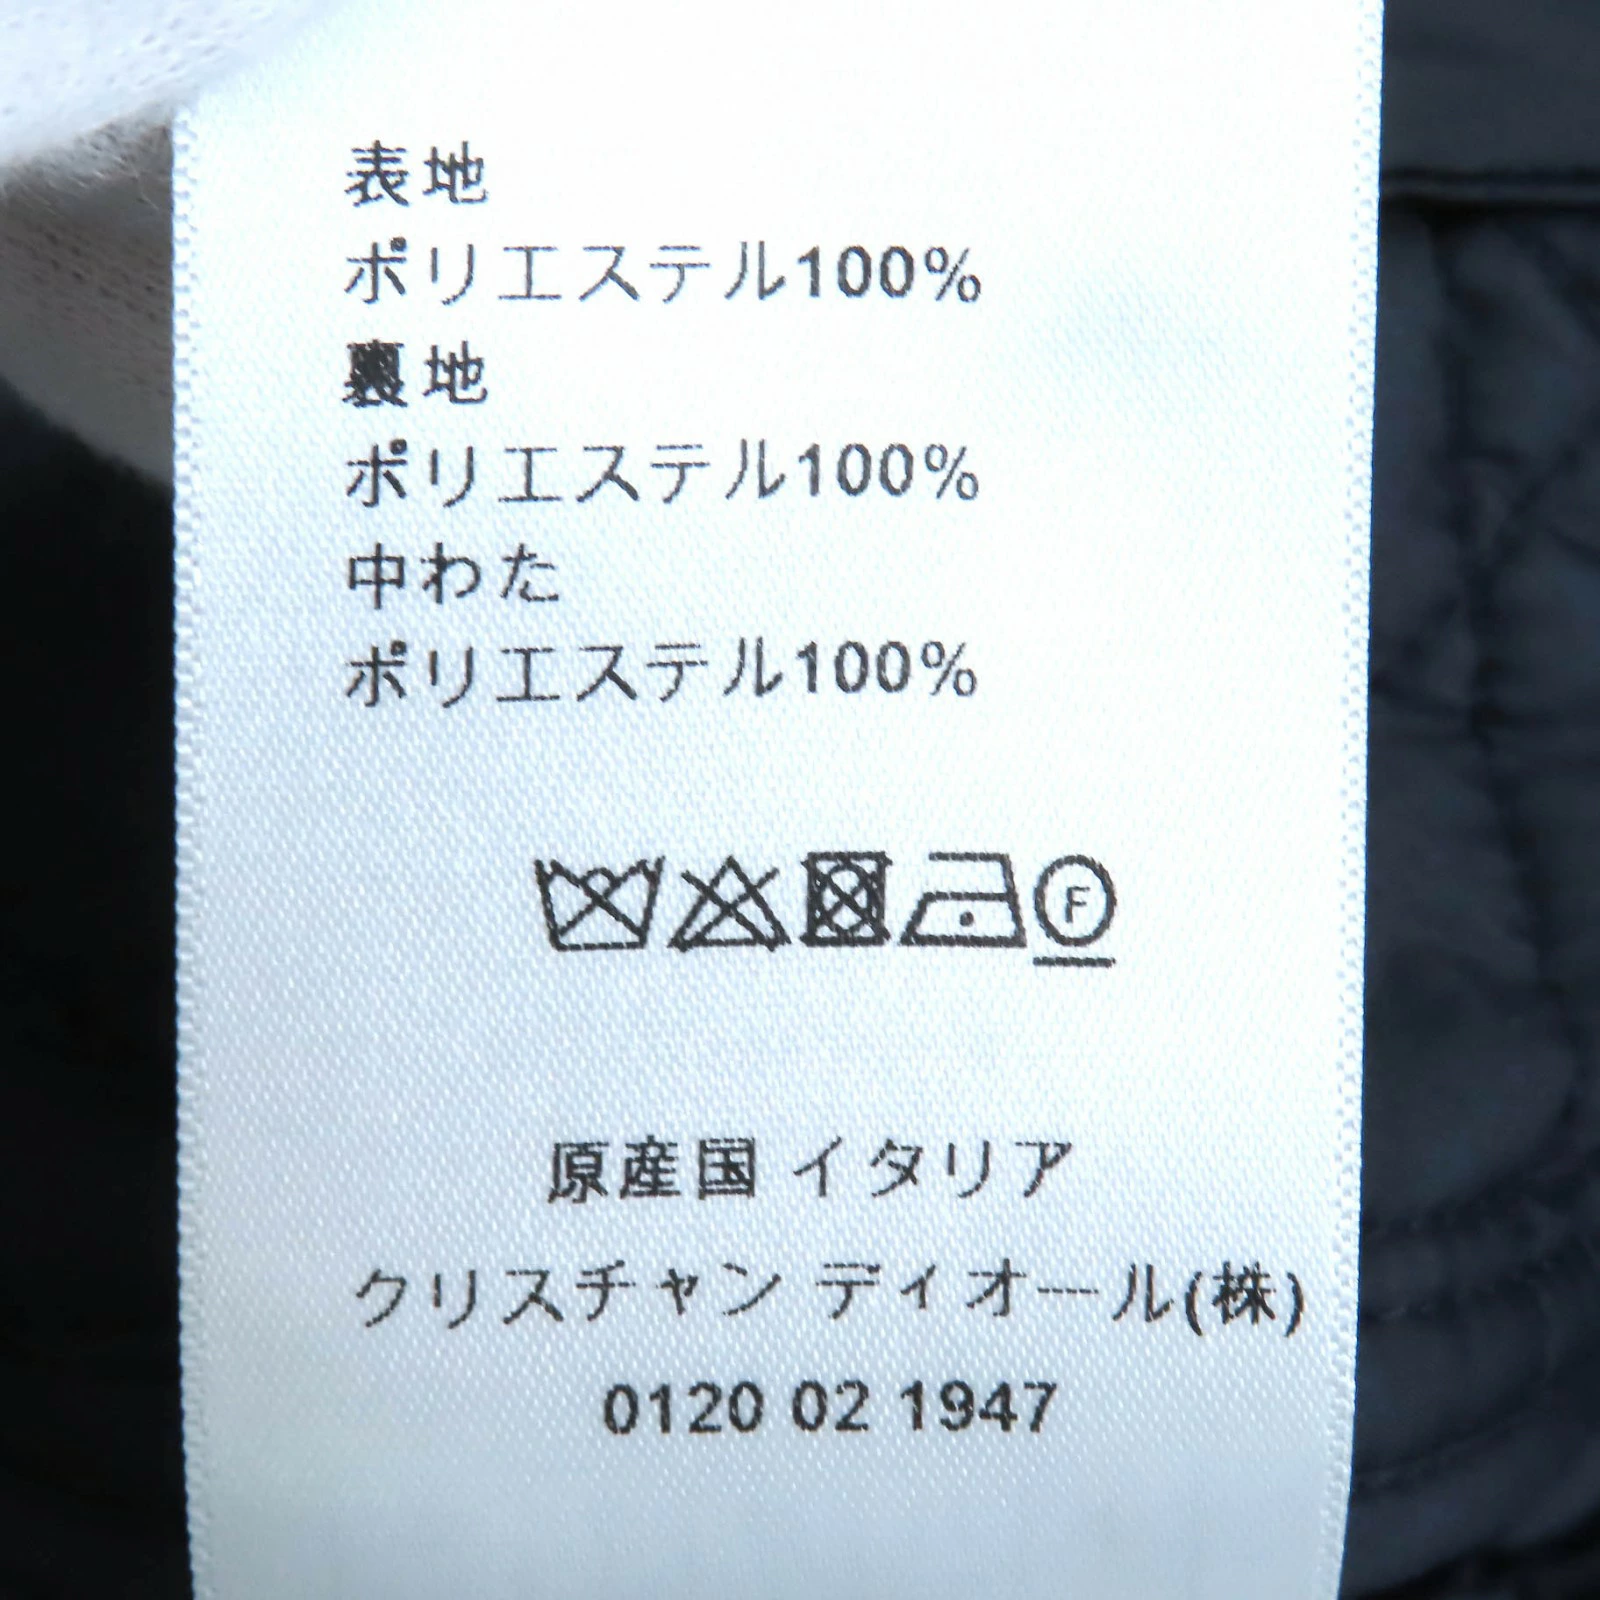 表地
ポリエステル100%
裏地
ポリエステル100%
中わた
ポリエステル100%
F
原産国 イタリア
クリスチャン ディオール(株)
0120 02 1947